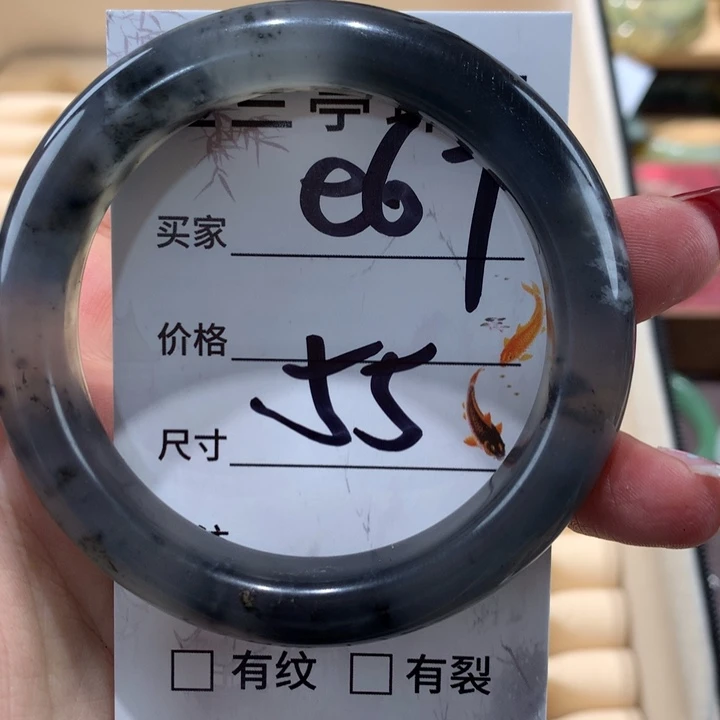 买家 e67
价格
尺寸 55
有纹 有裂